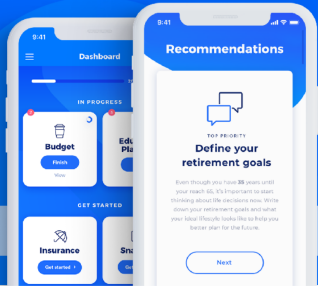 9:41
Dashboard
IN PROGRESS
Budget
Finish
Edu
Pla
GET STARTED
Insurance
Get started
Sna
Get
9:41
Recommendations
TOP PRIORITY
Define your
retirement goals
Even though you have 35 years until
your reach 65, it's important to start
thinking about life decisions now. Write
down your retirement goals and what
your ideal lifestyle looks like to help you
better plan for the future.
Next